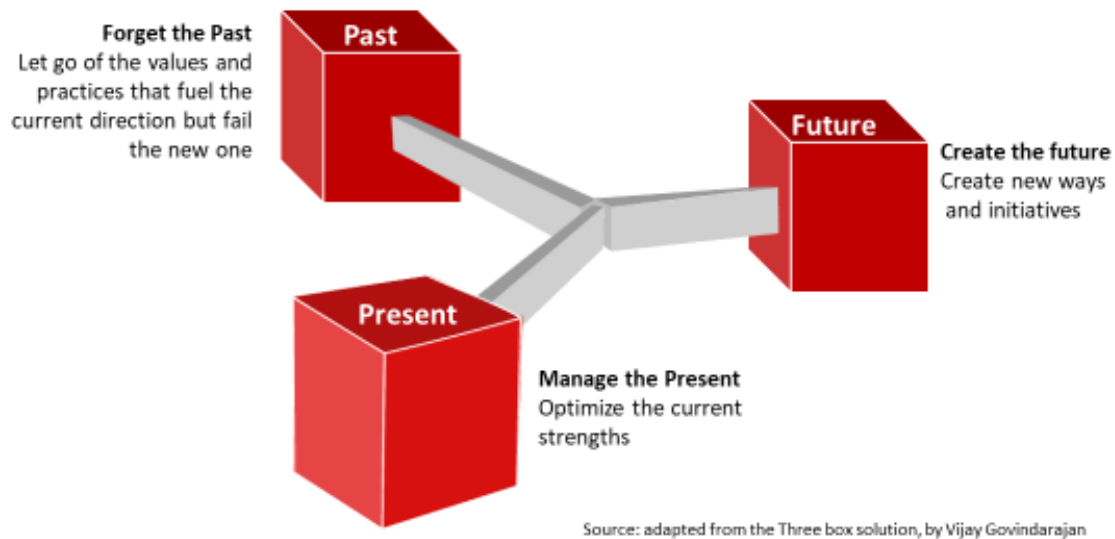 Forget the Past
Let go of the values and
practices that fuel the
current direction but fail
the new one
Past
Future
Create the future
Create new ways
and initiatives
Present
Manage the Present
Optimize the current
strengths
Source: adapted from the Three box solution, by Vijay Govindarajan